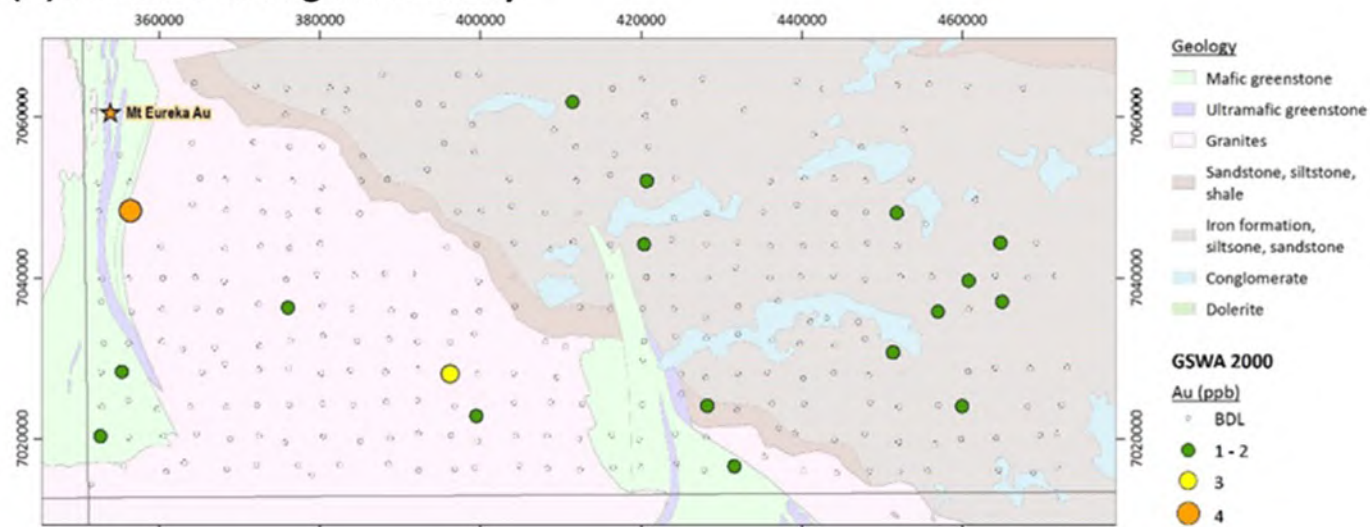 360000 380000 400000 420000 440000 460000
7060000
7040000
7020000
Mt Eureka Au
7060000
7040000
7020000
Geology
Mafic greenstone
Ultramafic greenstone
Granites
Sandstone, siltstone,
shale
Iron formation,
siltsone, sandstone
Conglomerate
Dolerite
GSWA 2000
Au (ppb)
BDL
1 - 2
3
4